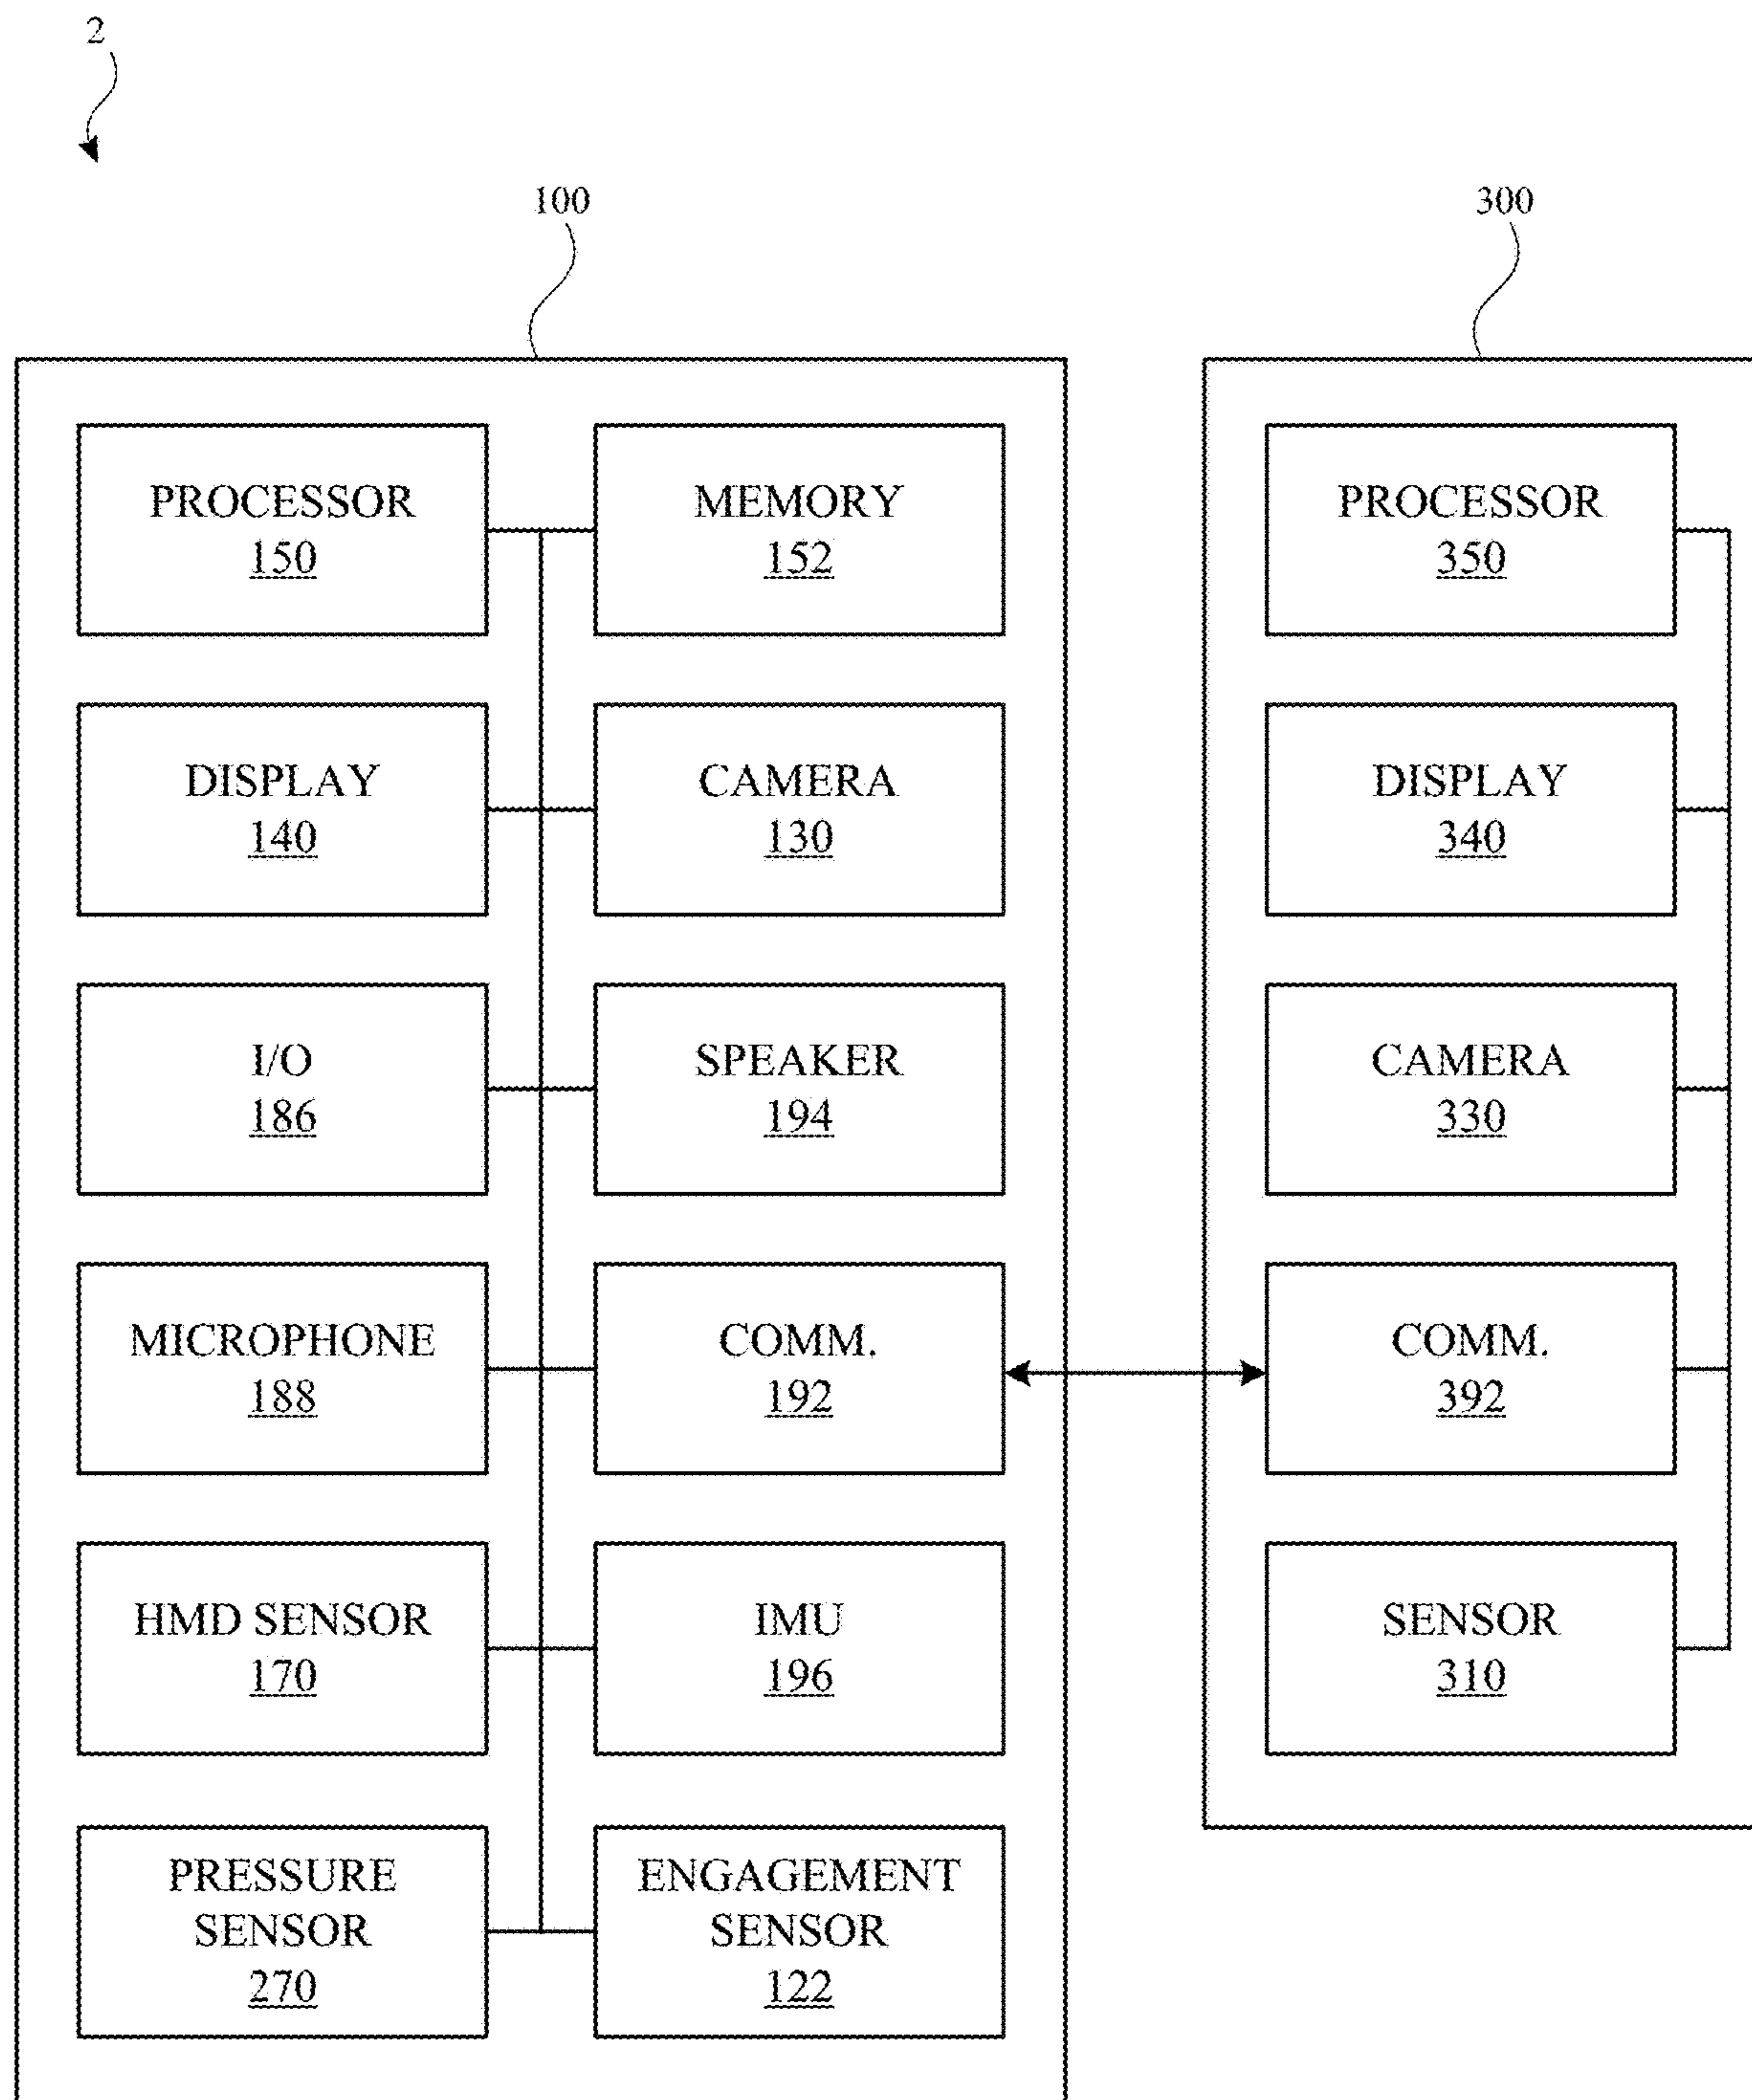 2
100
300
PROCESSOR
150
MEMORY
152
PROCESSOR
350
DISPLAY
140
CAMERA
130
DISPLAY
340
I/O
186
SPEAKER
194
CAMERA
330
MICROPHONE
188
COMM.
192
COMM.
392
HMD SENSOR
170
IMU
196
SENSOR
310
PRESSURE
SENSOR
270
ENGAGEMENT
SENSOR
122